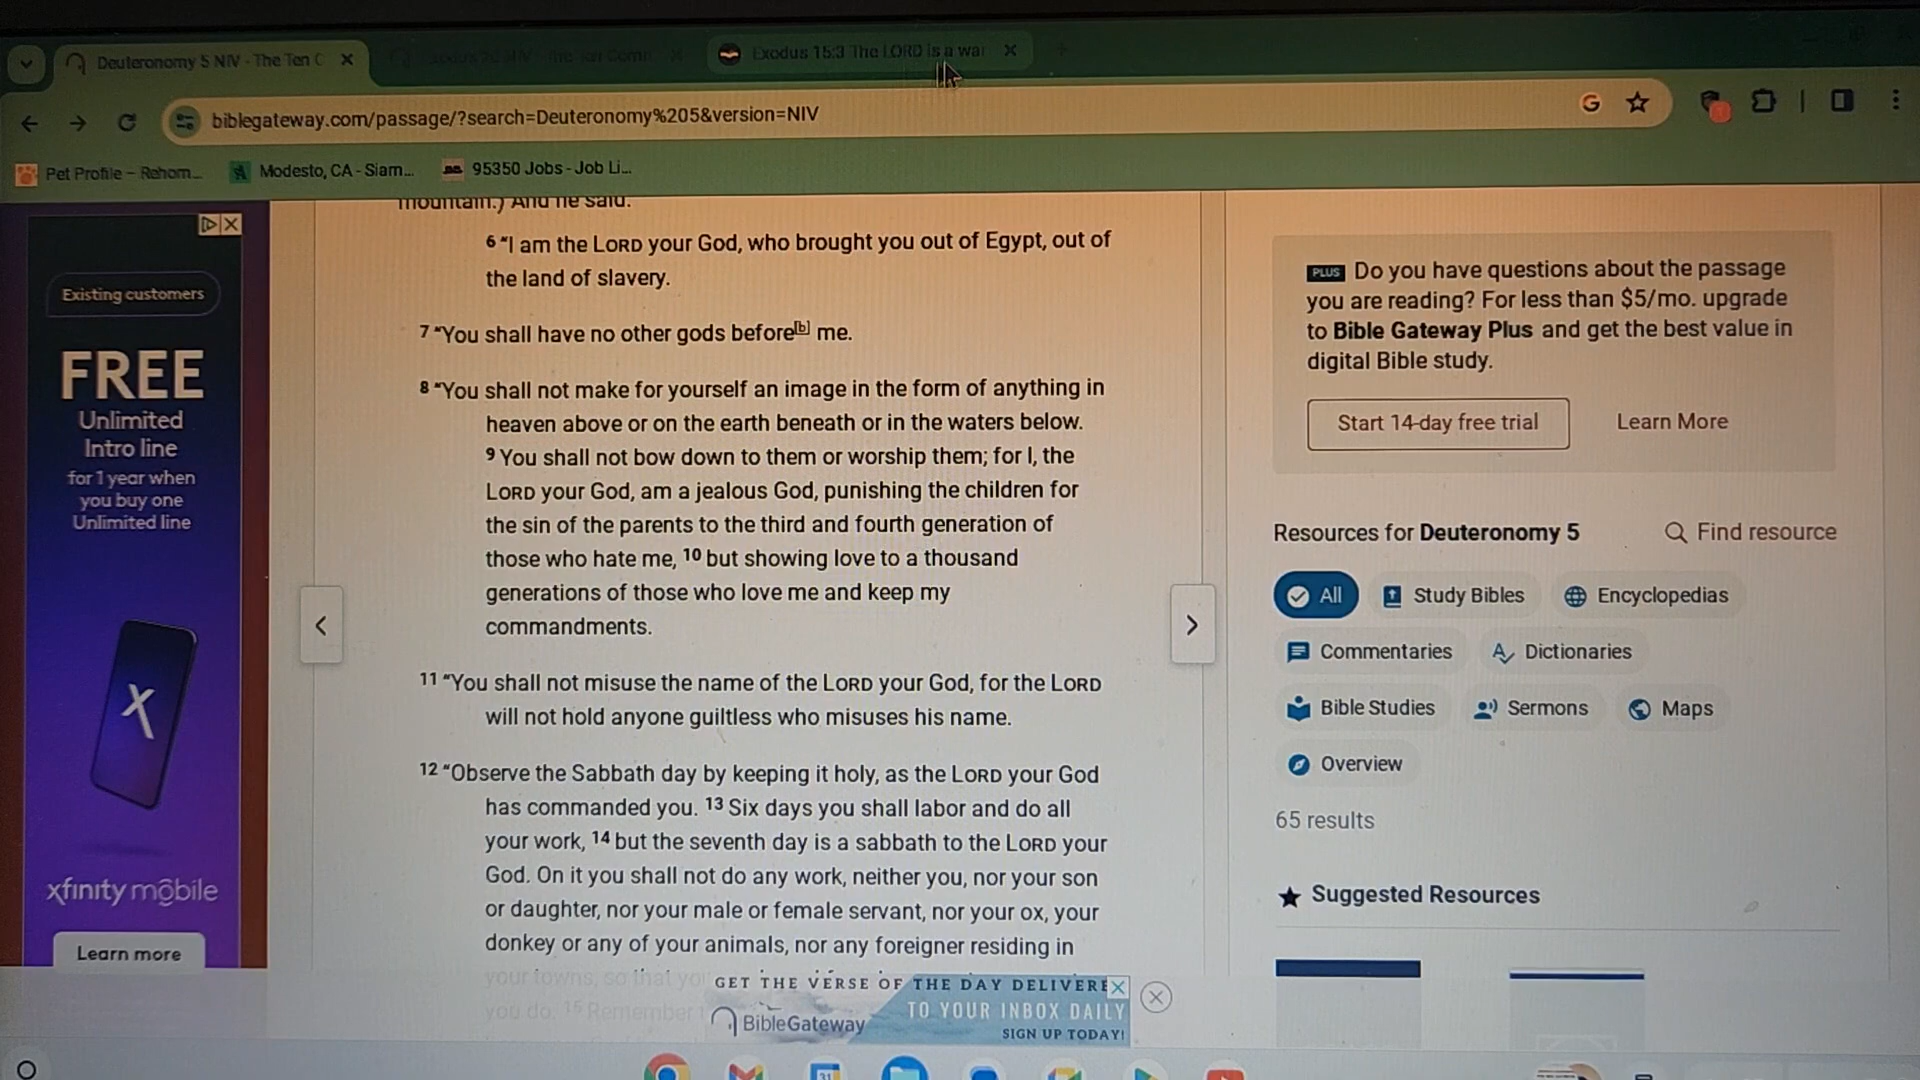 Deuteronomy 5 NIV - The Ten C
Exodus 15:3 The LORD is a war
biblegateway.com/passage/?search=Deuteronomy%205&version=NIV
Pet Profile – Rehom...
Modesto, CA - Siam...
95350 Jobs - Job Li...
mountain.) And he said:
6 "I am the LORD your God, who brought you out of Egypt, out of
the land of slavery.
7 "You shall have no other gods before[b] me.
8 "You shall not make for yourself an image in the form of anything in
heaven above or on the earth beneath or in the waters below.
9 You shall not bow down to them or worship them; for I, the
LORD your God, am a jealous God, punishing the children for
the sin of the parents to the third and fourth generation of
those who hate me, 10 but showing love to a thousand
generations of those who love me and keep my
commandments.
11 "You shall not misuse the name of the LORD your God, for the LORD
will not hold anyone guiltless who misuses his name.
12 "Observe the Sabbath day by keeping it holy, as the LORD your God
has commanded you. 13 Six days you shall labor and do all
your work, 14 but the seventh day is a sabbath to the LORD your
God. On it you shall not do any work, neither you, nor your son
or daughter, nor your male or female servant, nor your ox, your
donkey or any of your animals, nor any foreigner residing in
your towns, so that you
you do. 15 Remember
Existing customers
FREE
Unlimited
Intro line
for 1 year when
you buy one
Unlimited line
xfinity mobile
Learn more
PLUS Do you have questions about the passage
you are reading? For less than $5/mo. upgrade
to Bible Gateway Plus and get the best value in
digital Bible study.
Start 14-day free trial
Learn More
Resources for Deuteronomy 5
Find resource
All
Study Bibles
Encyclopedias
Commentaries
Dictionaries
Bible Studies
Sermons
Maps
Overview
65 results
Suggested Resources
GET THE VERSE OF THE DAY DELIVERE
TO YOUR INBOX DAILY
BibleGateway
SIGN UP TODAY!
31